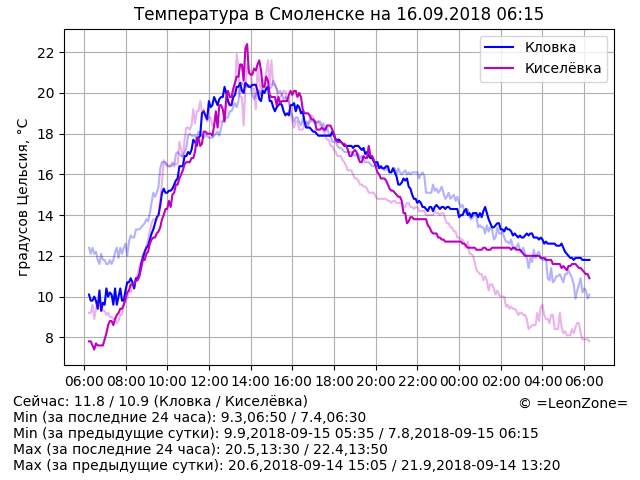 Температура в Смоленске на 16.09.2018 06:15
Кловка
Киселёвка
градусов Цельсия, °C
22
20
18
16
14
12
10
8
06:00 08:00 10:00 12:00 14:00 16:00 18:00 20:00 22:00 00:00 02:00 04:00 06:00
Сейчас: 11.8 / 10.9 (Кловка / Киселёвка)
© =LeonZone=
Min (за последние 24 часа): 9.3,06:50 / 7.4,06:30
Min (за предыдущие сутки): 9.9,2018-09-15 05:35 / 7.8,2018-09-15 06:15
Max (за последние 24 часа): 20.5,13:30 / 22.4,13:50
Max (за предыдущие сутки): 20.6,2018-09-14 15:05 / 21.9,2018-09-14 13:20